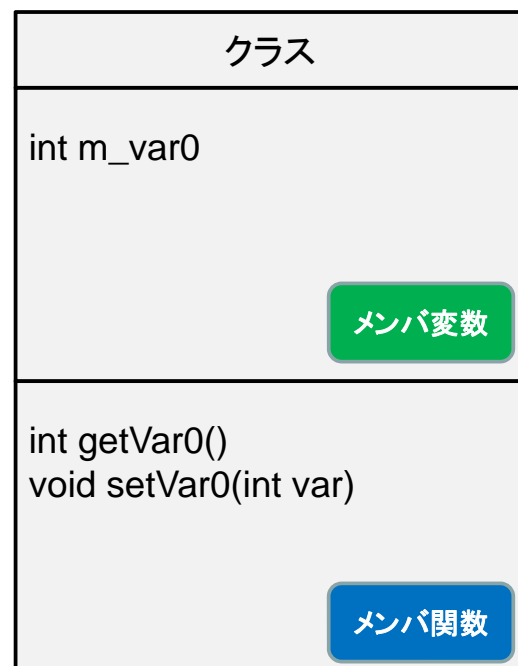 クラス
int m_var0
メンバ変数
int getVar0()
void setVar0(int var)
メンバ関数